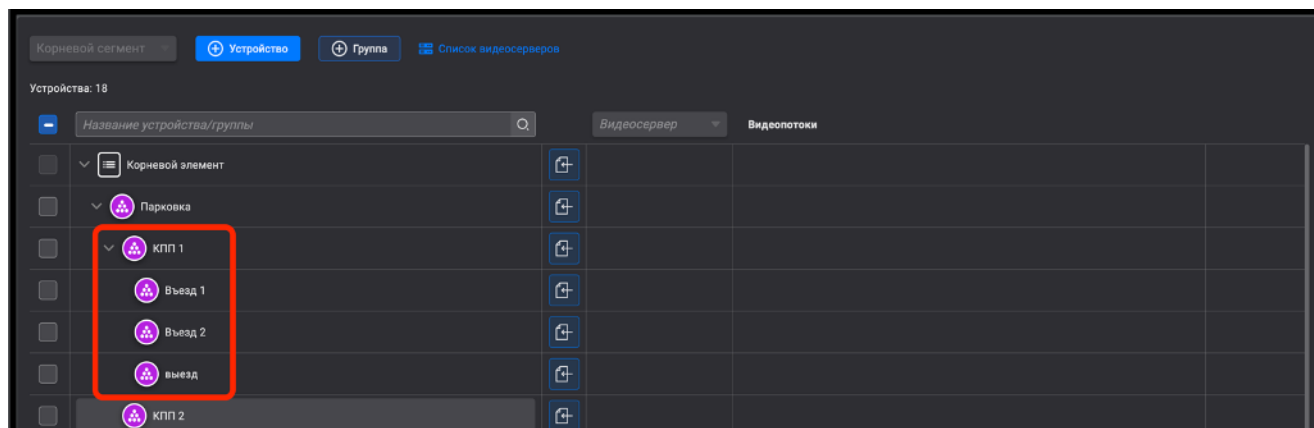 Корневой сегмент Устройство Группа Список видеосерверов
Устройства: 18
Название устройства/группы Видеосервер Видеопотоки
Корневой элемент
Парковка
КПП 1
Въезд 1
Въезд 2
выезд
КПП 2